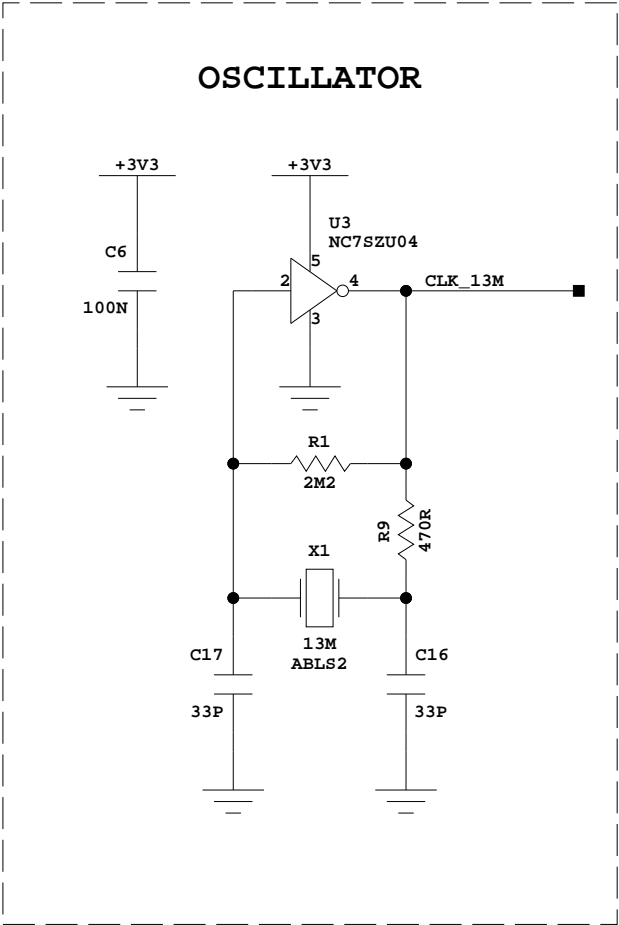 OSCILLATOR
+3V3
+3V3
U3
NC7SZU04
C6
100N
5
2
4
3
CLK_13M
R1
2M2
R9
470R
X1
13M
ABLS2
C17
33P
C16
33P